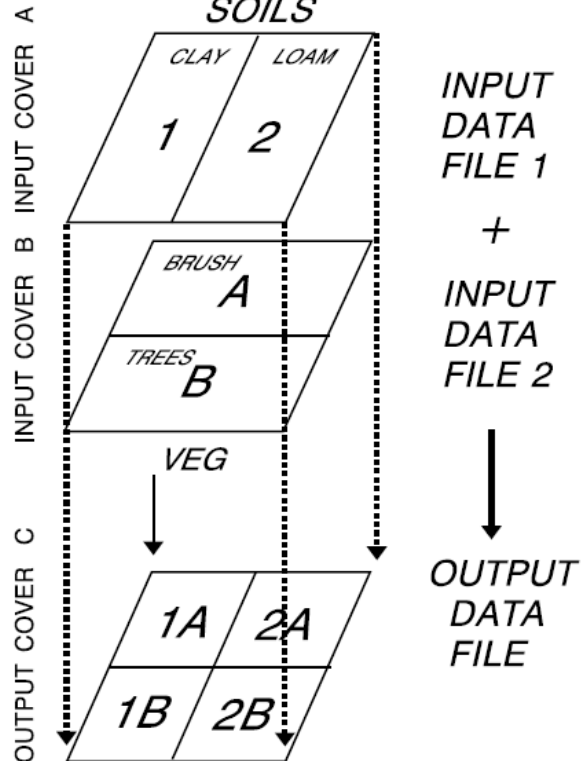 SOILS
INPUT COVER A
CLAY
LOAM
1
2
INPUT
DATA
FILE 1
+
INPUT COVER B
BRUSH
A
TREES
B
VEG
INPUT
DATA
FILE 2
OUTPUT COVER C
1A
2A
1B
2B
OUTPUT
DATA
FILE